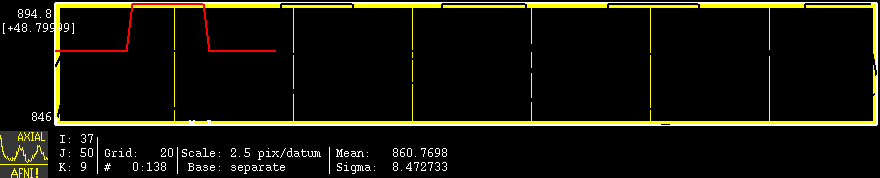 894.8
[+48.79999]
846
AXIAL
AFNI!
I: 37
J: 50 Grid: 20 Scale: 2.5 pix/datum Mean: 860.7698
K: 9 # 0:138 Base: separate Sigma: 8.472733